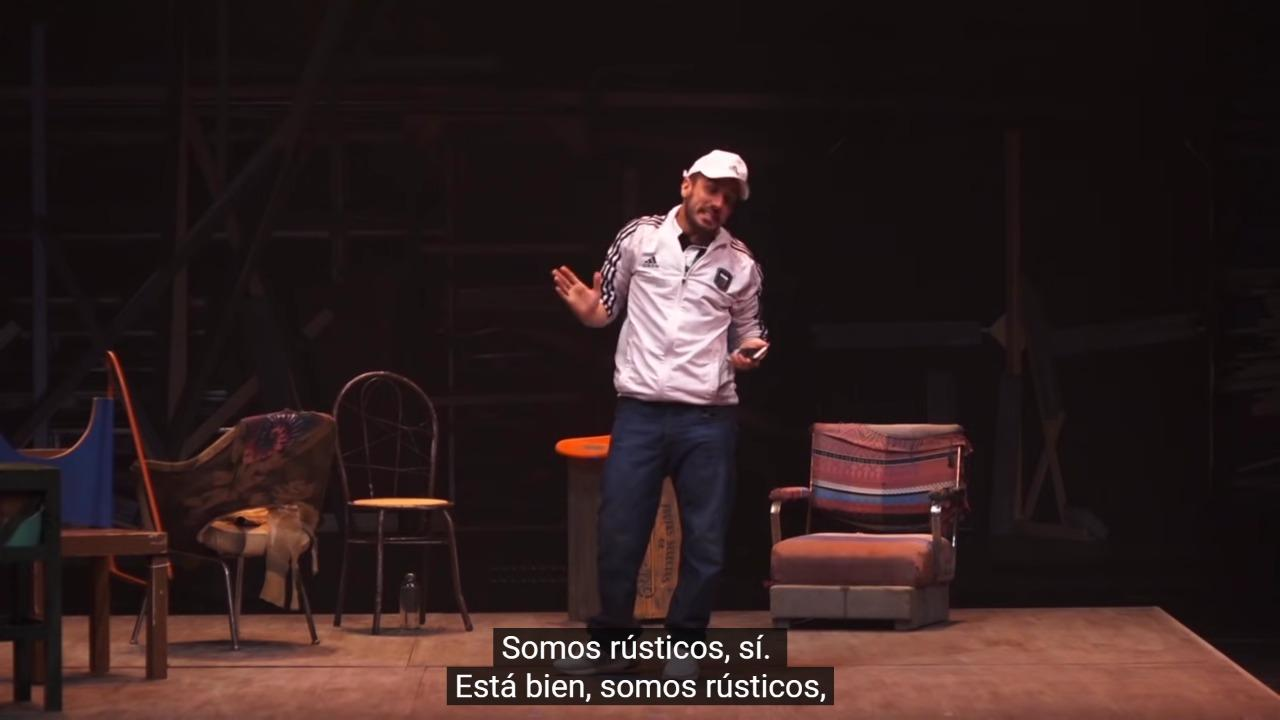 Somos rústicos, sí.
Está bien, somos rústicos,